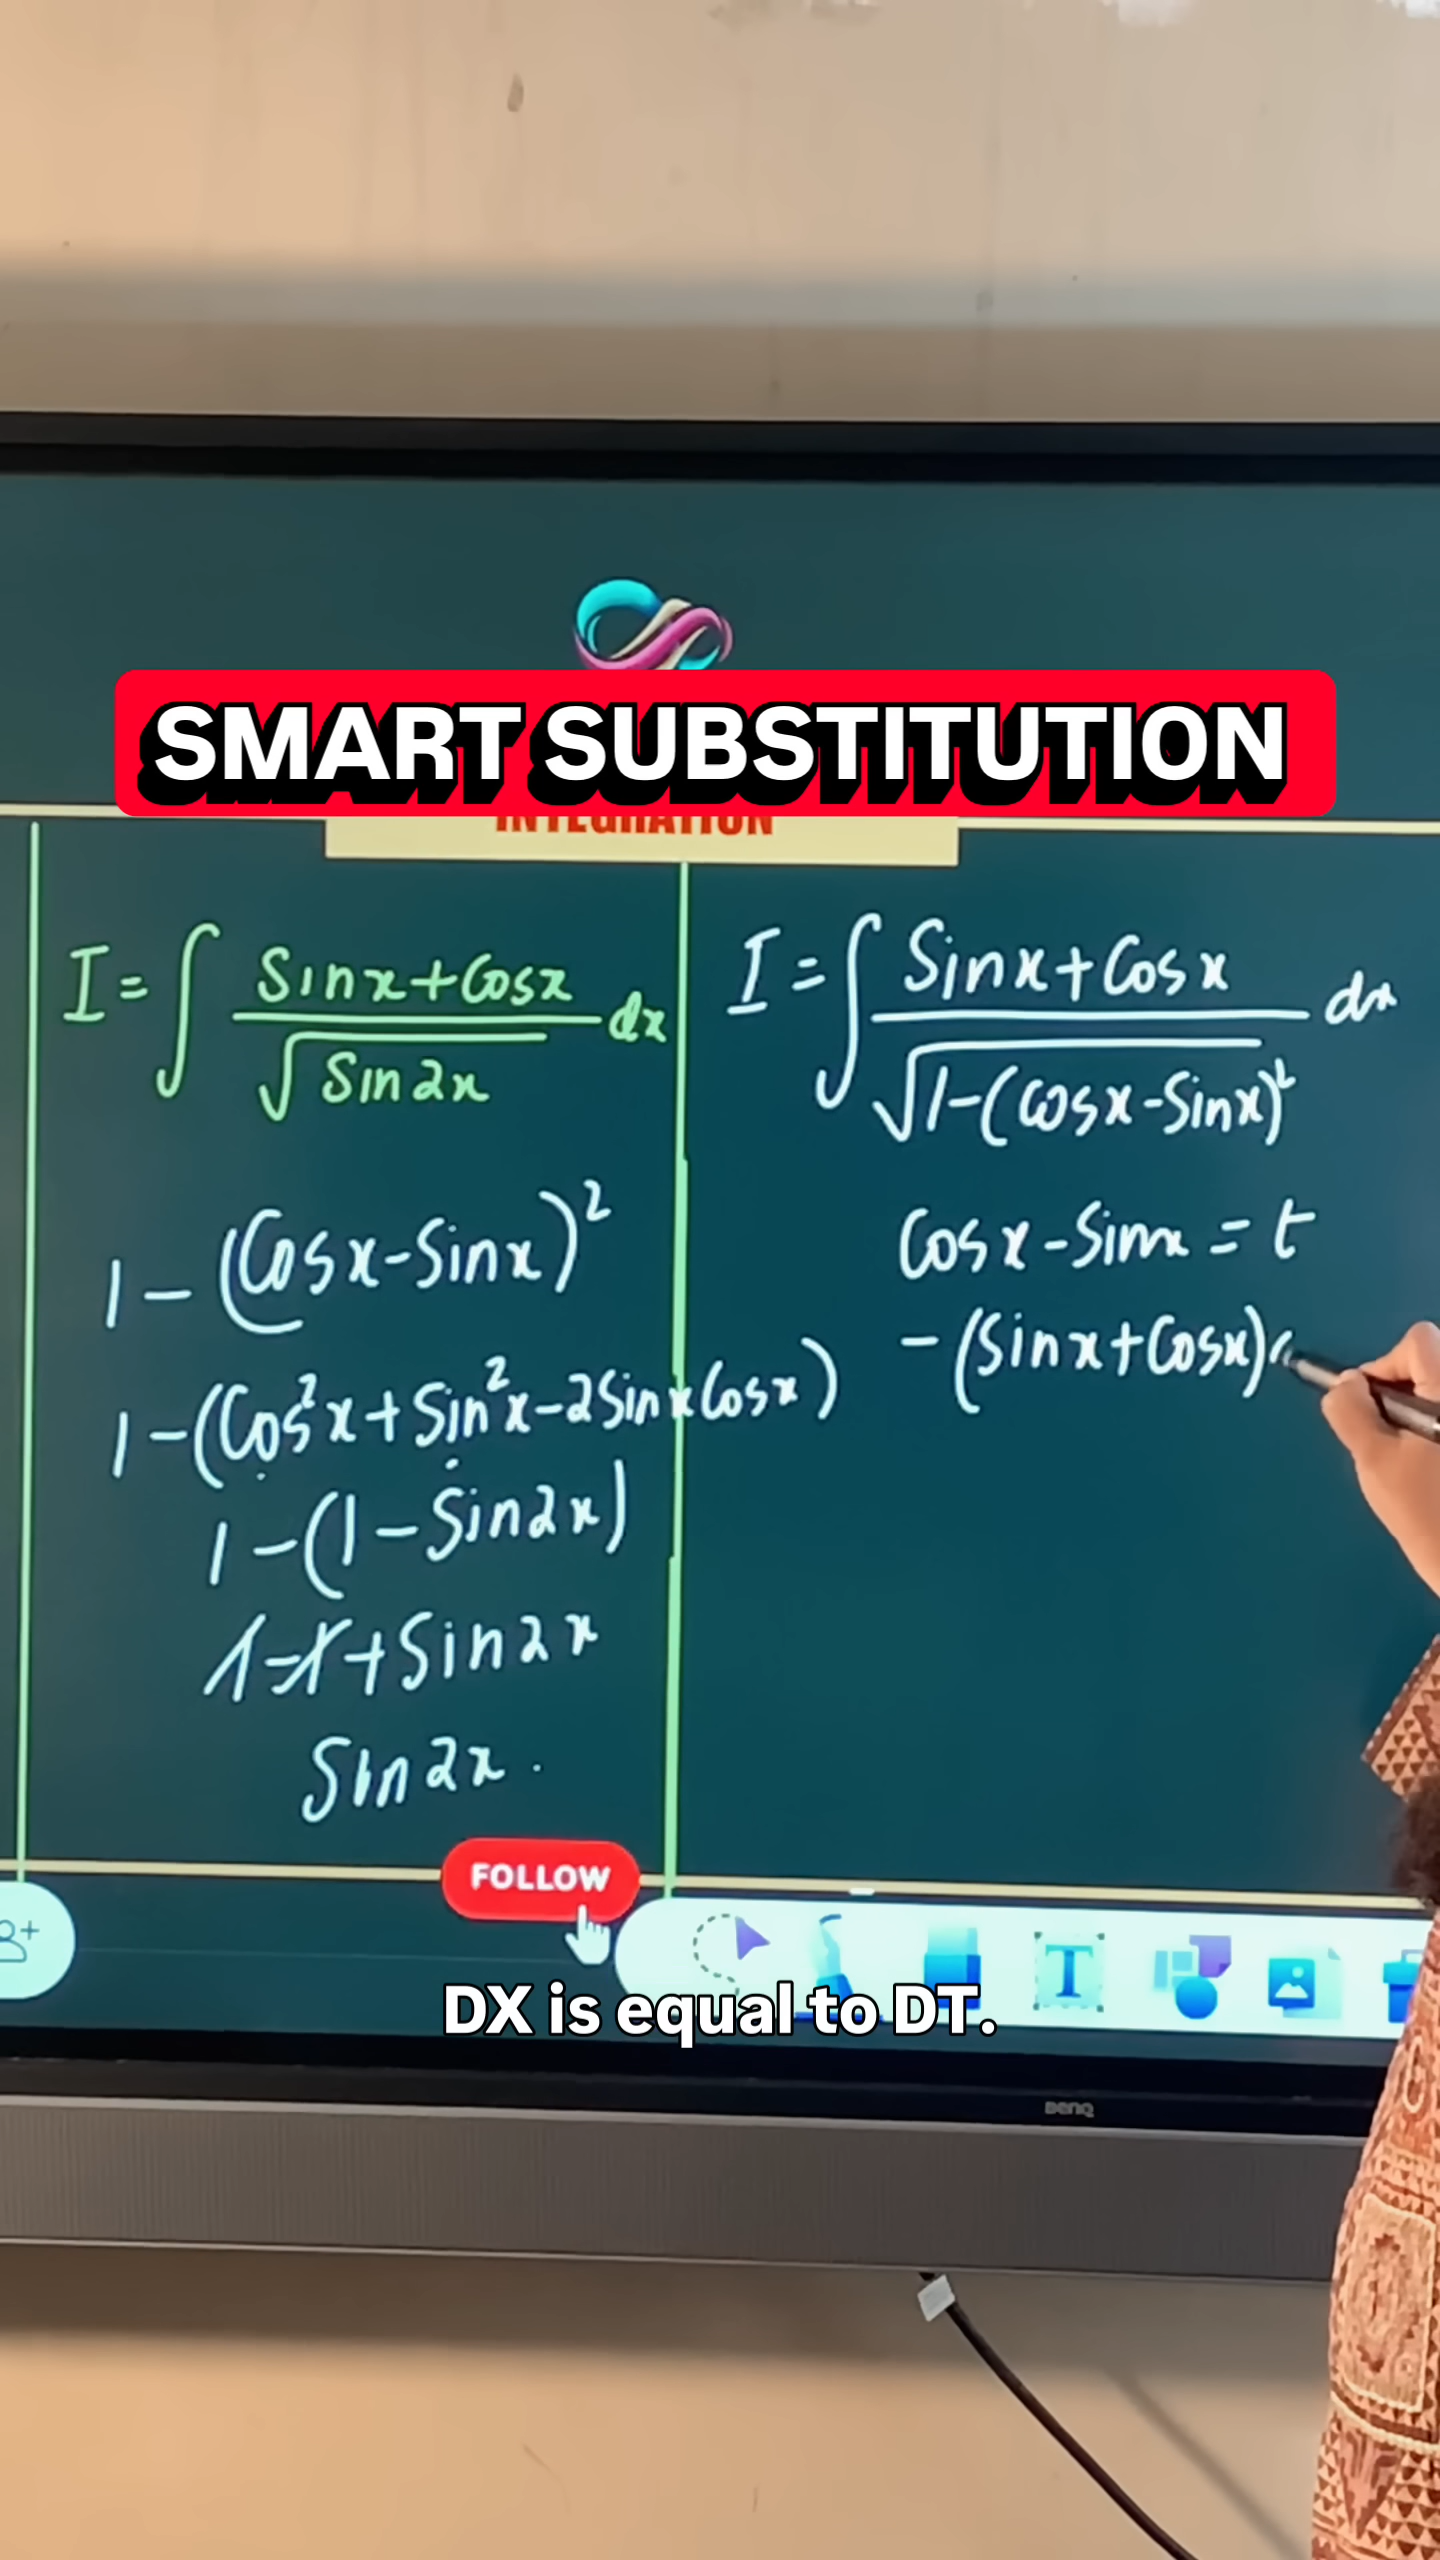 SMART SUBSTITUTION
INTEGRATION
I = ∫ Sinx+Cosx / √Sin2x dx
1 - (Cosx-Sinx)²
1 - (Cos²x + Sin²x - 2SinxCosx)
1 - (1 - Sin2x)
1 - 1 + Sin2x
Sin2x.
I = ∫ Sinx+Cosx / √1-(Cosx-Sinx)² dx
Cosx - Sinx = t
- (Sinx+Cosx)
FOLLOW
T
DX is equal to DT.
BenQ